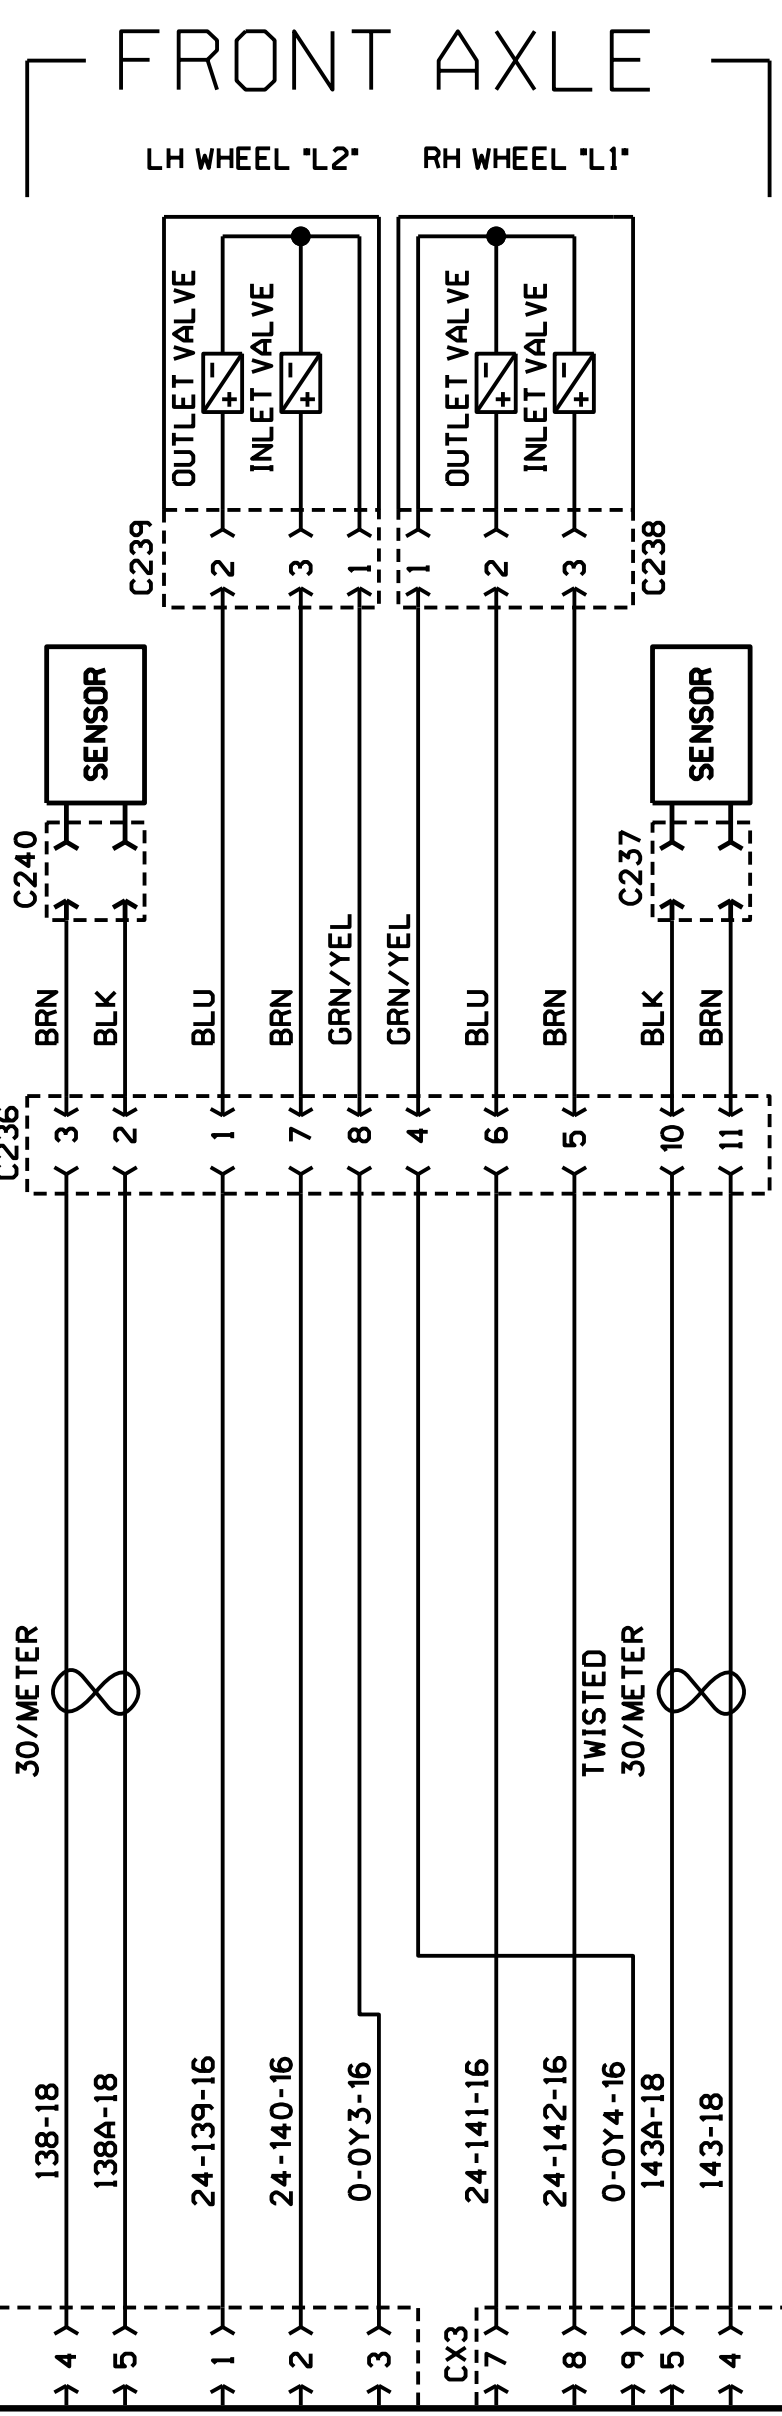 FRONT AXLE
LH WHEEL "L2"
RH WHEEL "L1"
OUTLET VALVE
INLET VALVE
OUTLET VALVE
INLET VALVE
- + - + - + - +
C239
2 3 1
1 2 3
C238
SENSOR
SENSOR
C240
C237
BRN
BLK
BLU
BRN
GRN/YEL
GRN/YEL
BLU
BRN
BLK
BRN
C236
3 2 1 7 8 4 6 5 10 11
30/METER
TWISTED
30/METER
138-18
138A-18
24-139-16
24-140-16
0-0Y3-16
24-141-16
24-142-16
0-0Y4-16
143A-18
143-18
4 5 1 2 3
CX3
7 8 9 5 4